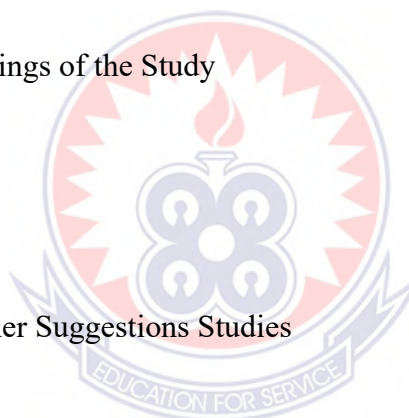 ings of the Study
er Suggestions Studies
EDUCATION FOR SERVICE